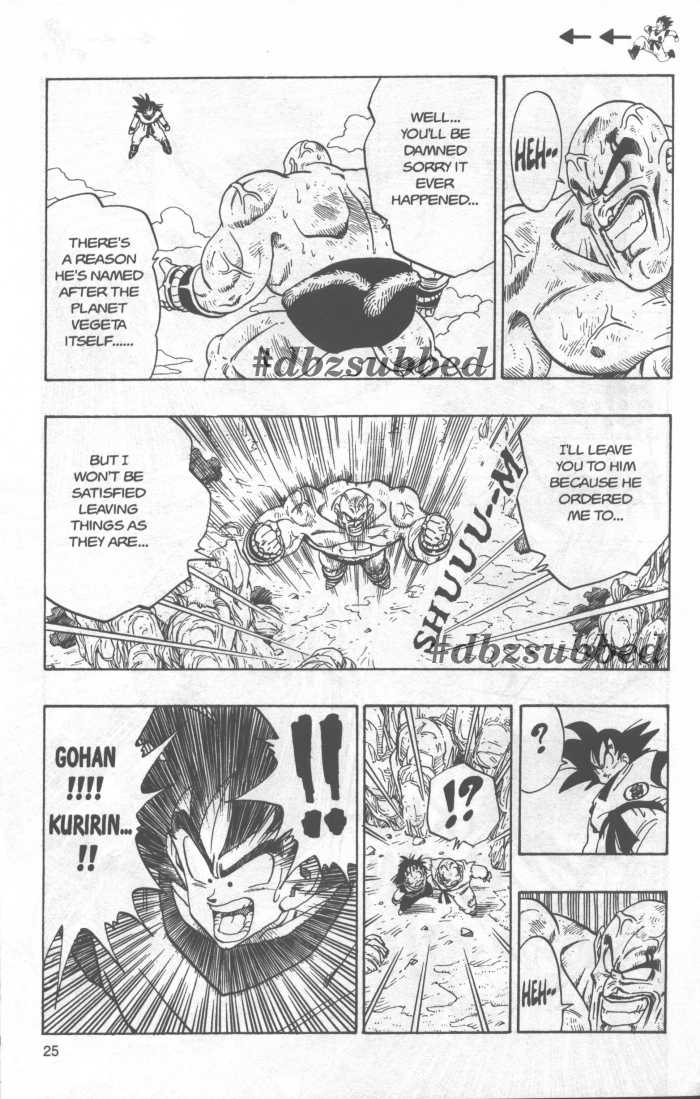 HEH--
WELL...
YOU'LL BE
DAMNED
SORRY IT
EVER
HAPPENED...
THERE'S
A REASON
HE'S NAMED
AFTER THE
PLANET
VEGETA
ITSELF......
#dbzsubbed
I'LL LEAVE
YOU TO HIM
BECAUSE HE
ORDERED
ME TO...
SHUUU--M
BUT I
WON'T BE
SATISFIED
LEAVING
THINGS AS
THEY ARE...
#dbzsubbed
?
HEH--
!?
!!
GOHAN
!!!!
KURIRIN...
!!
25